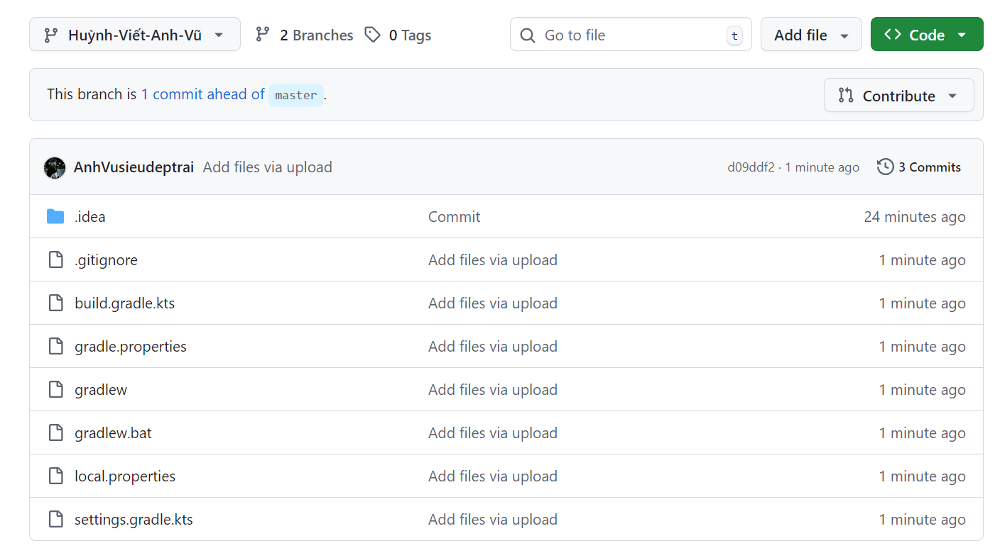 Huỳnh-Viết-Anh-Vũ 2 Branches 0 Tags Go to file t Add file Code
This branch is 1 commit ahead of master. Contribute
AnhVusieudeptrai Add files via upload d09ddf2 · 1 minute ago 3 Commits
.idea Commit 24 minutes ago
.gitignore Add files via upload 1 minute ago
build.gradle.kts Add files via upload 1 minute ago
gradle.properties Add files via upload 1 minute ago
gradlew Add files via upload 1 minute ago
gradlew.bat Add files via upload 1 minute ago
local.properties Add files via upload 1 minute ago
settings.gradle.kts Add files via upload 1 minute ago